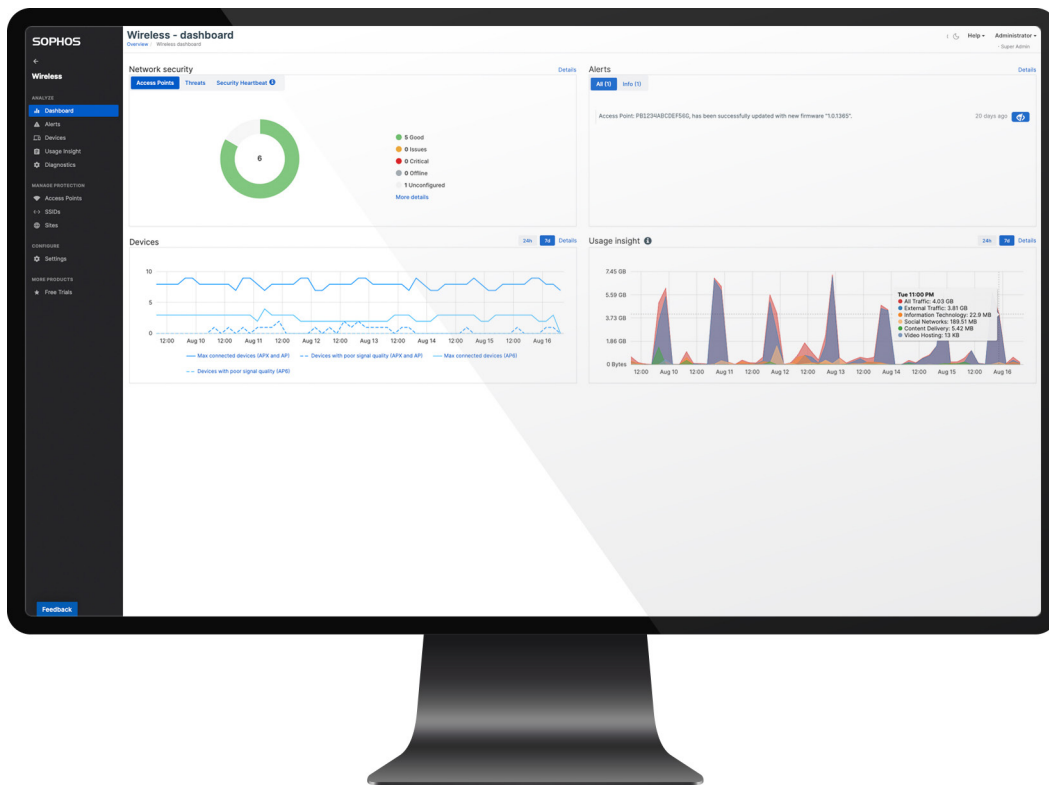 SOPHOS
Wireless
ANALYZE
Dashboard
Alerts
Devices
Usage Insight
Diagnostics
MANAGE PROTECTION
Access Points
SSIDs
Sites
CONFIGURE
Settings
MORE PRODUCTS
Free Trials
Feedback
Wireless - dashboard
Overview / Wireless dashboard
Help
Administrator
- Super Admin
Network security
Details
Access Points Threats Security Heartbeat
6
5 Good
0 Issues
0 Critical
0 Offline
1 Unconfigured
More details
Alerts
Details
All (1) Info (1)
Access Point: PB1234ABCDEF56G, has been successfully updated with new firmware "1.0.1365". 20 days ago
Devices
24h 7d Details
10
5
0
12:00 Aug 10 12:00 Aug 11 12:00 Aug 12 12:00 Aug 13 12:00 Aug 14 12:00 Aug 15 12:00 Aug 16
Max connected devices (APX and AP) Devices with poor signal quality (APX and AP) Max connected devices (AP6)
Devices with poor signal quality (AP6)
Usage insight
24h 7d Details
7.45 GB
5.59 GB
3.73 GB
1.86 GB
0 Bytes
12:00 Aug 10 12:00 Aug 11 12:00 Aug 12 12:00 Aug 13 12:00 Aug 14 12:00 Aug 15 12:00 Aug 16
Tue 11:00 PM
All Traffic: 4.03 GB
External Traffic: 3.81 GB
Information Technology: 22.9 MB
Social Networks: 189.51 MB
Content Delivery: 5.42 MB
Video Hosting: 13 KB